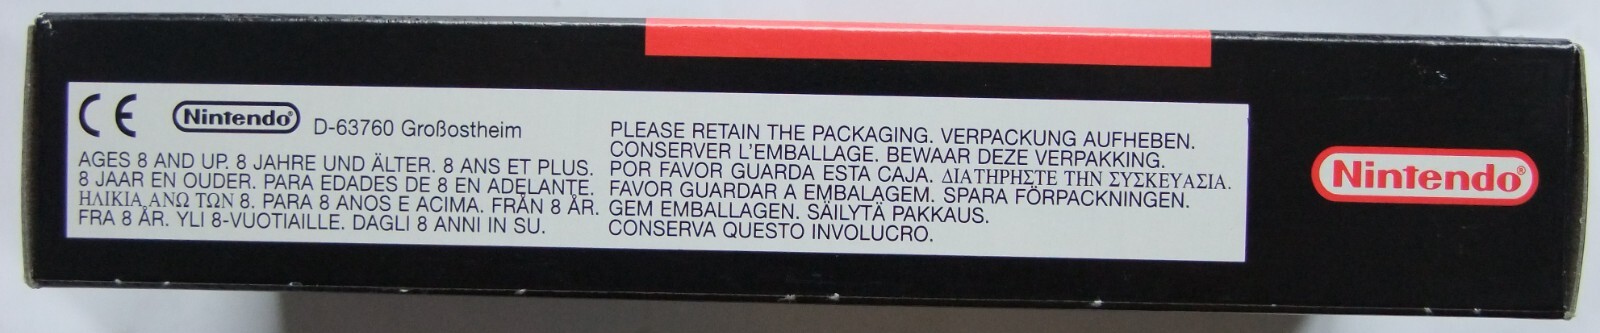 CE Nintendo® D-63760 Großostheim
AGES 8 AND UP. 8 JAHRE UND ÄLTER. 8 ANS ET PLUS.
8 JAAR EN OUDER. PARA EDADES DE 8 EN ADELANTE.
ΗΛΙΚΙΑ ΑΝΩ ΤΩΝ 8. PARA 8 ANOS E ACIMA. FRÅN 8 ÅR.
FRA 8 ÅR. YLI 8-VUOTIAILLE. DAGLI 8 ANNI IN SU.
PLEASE RETAIN THE PACKAGING. VERPACKUNG AUFHEBEN.
CONSERVER L'EMBALLAGE. BEWAAR DEZE VERPAKKING.
POR FAVOR GUARDA ESTA CAJA. ΔΙΑΤΗΡΗΣΤΕ ΤΗΝ ΣΥΣΚΕΥΑΣΙΑ.
FAVOR GUARDAR A EMBALAGEM. SPARA FÖRPACKNINGEN.
GEM EMBALLAGEN. SÄILYTÄ PAKKAUS.
CONSERVA QUESTO INVOLUCRO.
Nintendo®